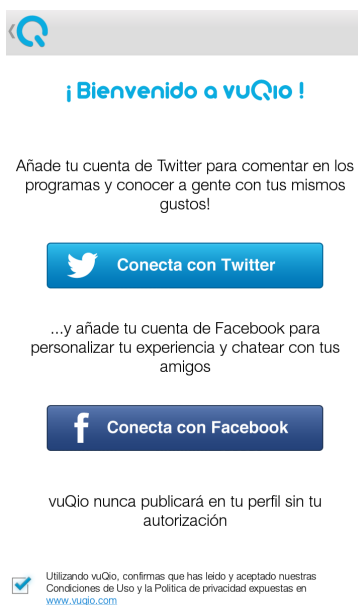 ¡ Bienvenido a vuQio !
Añade tu cuenta de Twitter para comentar en los
programas y conocer a gente con tus mismos
gustos!
Conecta con Twitter
...y añade tu cuenta de Facebook para
personalizar tu experiencia y chatear con tus
amigos
f Conecta con Facebook
vuQio nunca publicará en tu perfil sin tu
autorización
Utilizando vuQio, confirmas que has leido y aceptado nuestras
Condiciones de Uso y la Politica de privacidad expuestas en
www.vuqio.com